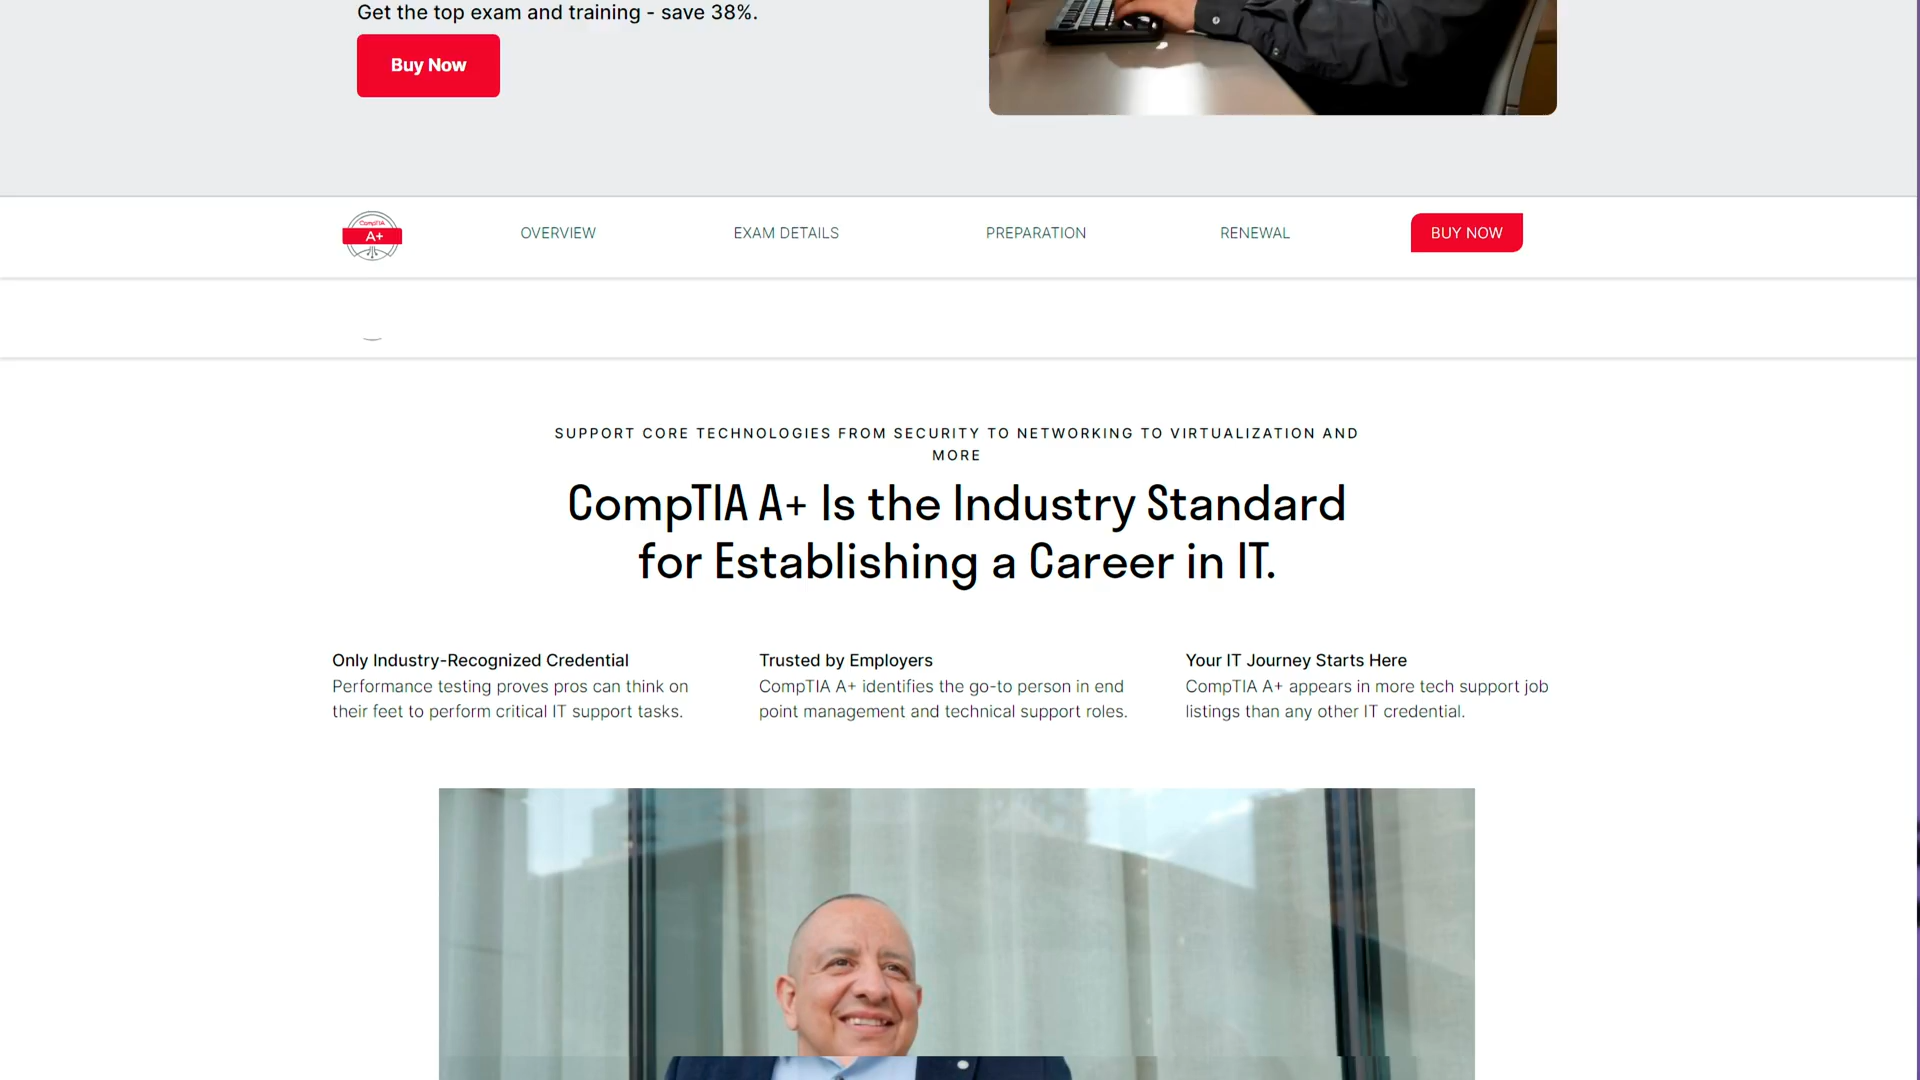 Get the top exam and training - save 38%.
Buy Now
CompTIA
A+
OVERVIEW
EXAM DETAILS
PREPARATION
RENEWAL
BUY NOW
SUPPORT CORE TECHNOLOGIES FROM SECURITY TO NETWORKING TO VIRTUALIZATION AND
MORE
CompTIA A+ Is the Industry Standard
for Establishing a Career in IT.
Only Industry-Recognized Credential
Performance testing proves pros can think on
their feet to perform critical IT support tasks.
Trusted by Employers
CompTIA A+ identifies the go-to person in end
point management and technical support roles.
Your IT Journey Starts Here
CompTIA A+ appears in more tech support job
listings than any other IT credential.